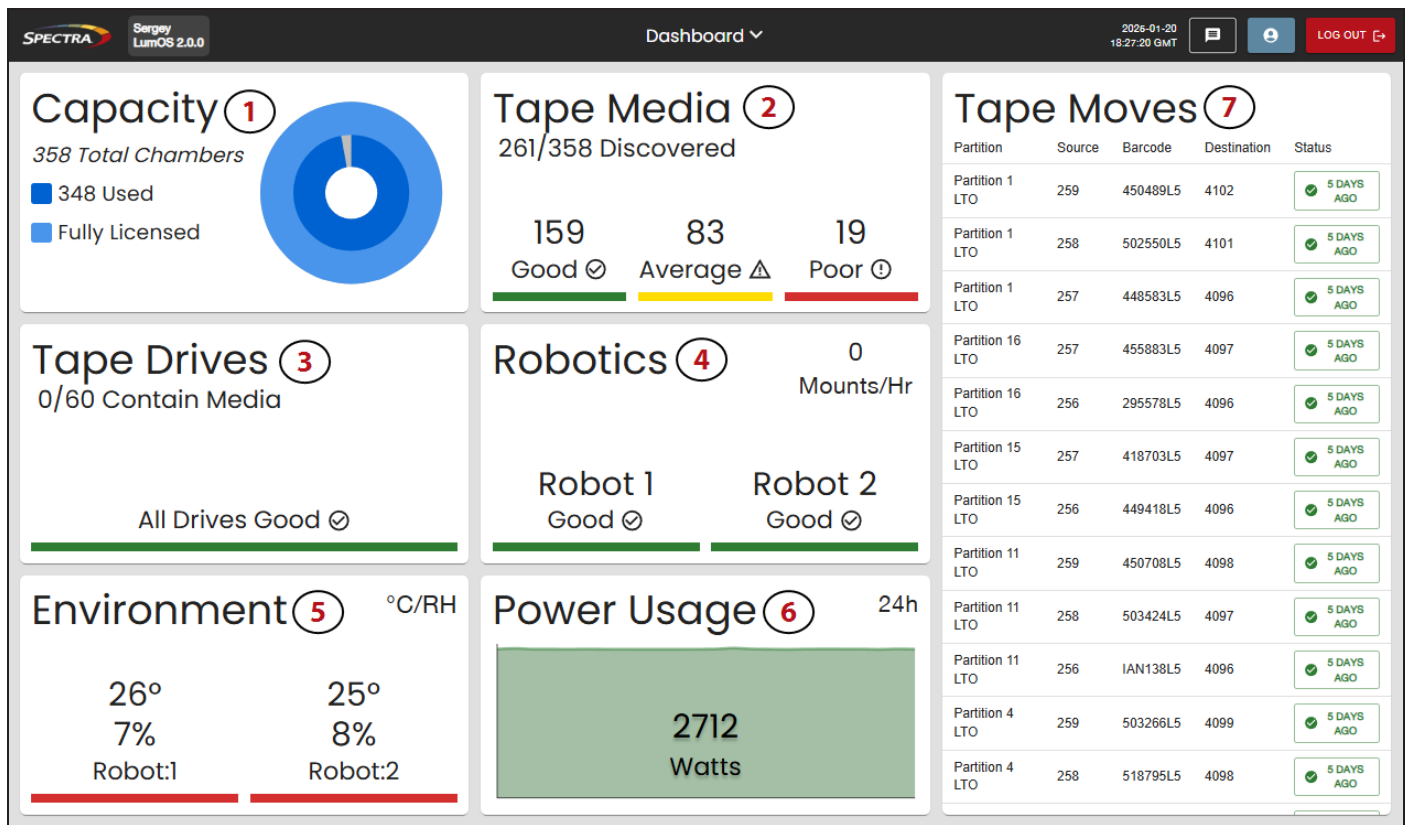 SPECTRA
Sergey
LumOS 2.0.0
Dashboard
2026-01-20
18:27:20 GMT
LOG OUT
Capacity 1
358 Total Chambers
348 Used
Fully Licensed
Tape Media 2
261/358 Discovered
159 83 19
Good Average Poor
Tape Drives 3
0/60 Contain Media
All Drives Good
Robotics 4
0
Mounts/Hr
Robot 1 Robot 2
Good Good
Environment 5 °C/RH
26° 25°
7% 8%
Robot:1 Robot:2
Power Usage 6 24h
2712
Watts
Tape Moves 7
Partition Source Barcode Destination Status
Partition 1 LTO 259 450489L5 4102 5 DAYS AGO
Partition 1 LTO 258 502550L5 4101 5 DAYS AGO
Partition 1 LTO 257 448583L5 4096 5 DAYS AGO
Partition 16 LTO 257 455883L5 4097 5 DAYS AGO
Partition 16 LTO 256 295578L5 4096 5 DAYS AGO
Partition 15 LTO 257 418703L5 4097 5 DAYS AGO
Partition 15 LTO 256 449418L5 4096 5 DAYS AGO
Partition 11 LTO 259 450708L5 4098 5 DAYS AGO
Partition 11 LTO 258 503424L5 4097 5 DAYS AGO
Partition 11 LTO 256 IAN138L5 4096 5 DAYS AGO
Partition 4 LTO 259 503266L5 4099 5 DAYS AGO
Partition 4 LTO 258 518795L5 4098 5 DAYS AGO